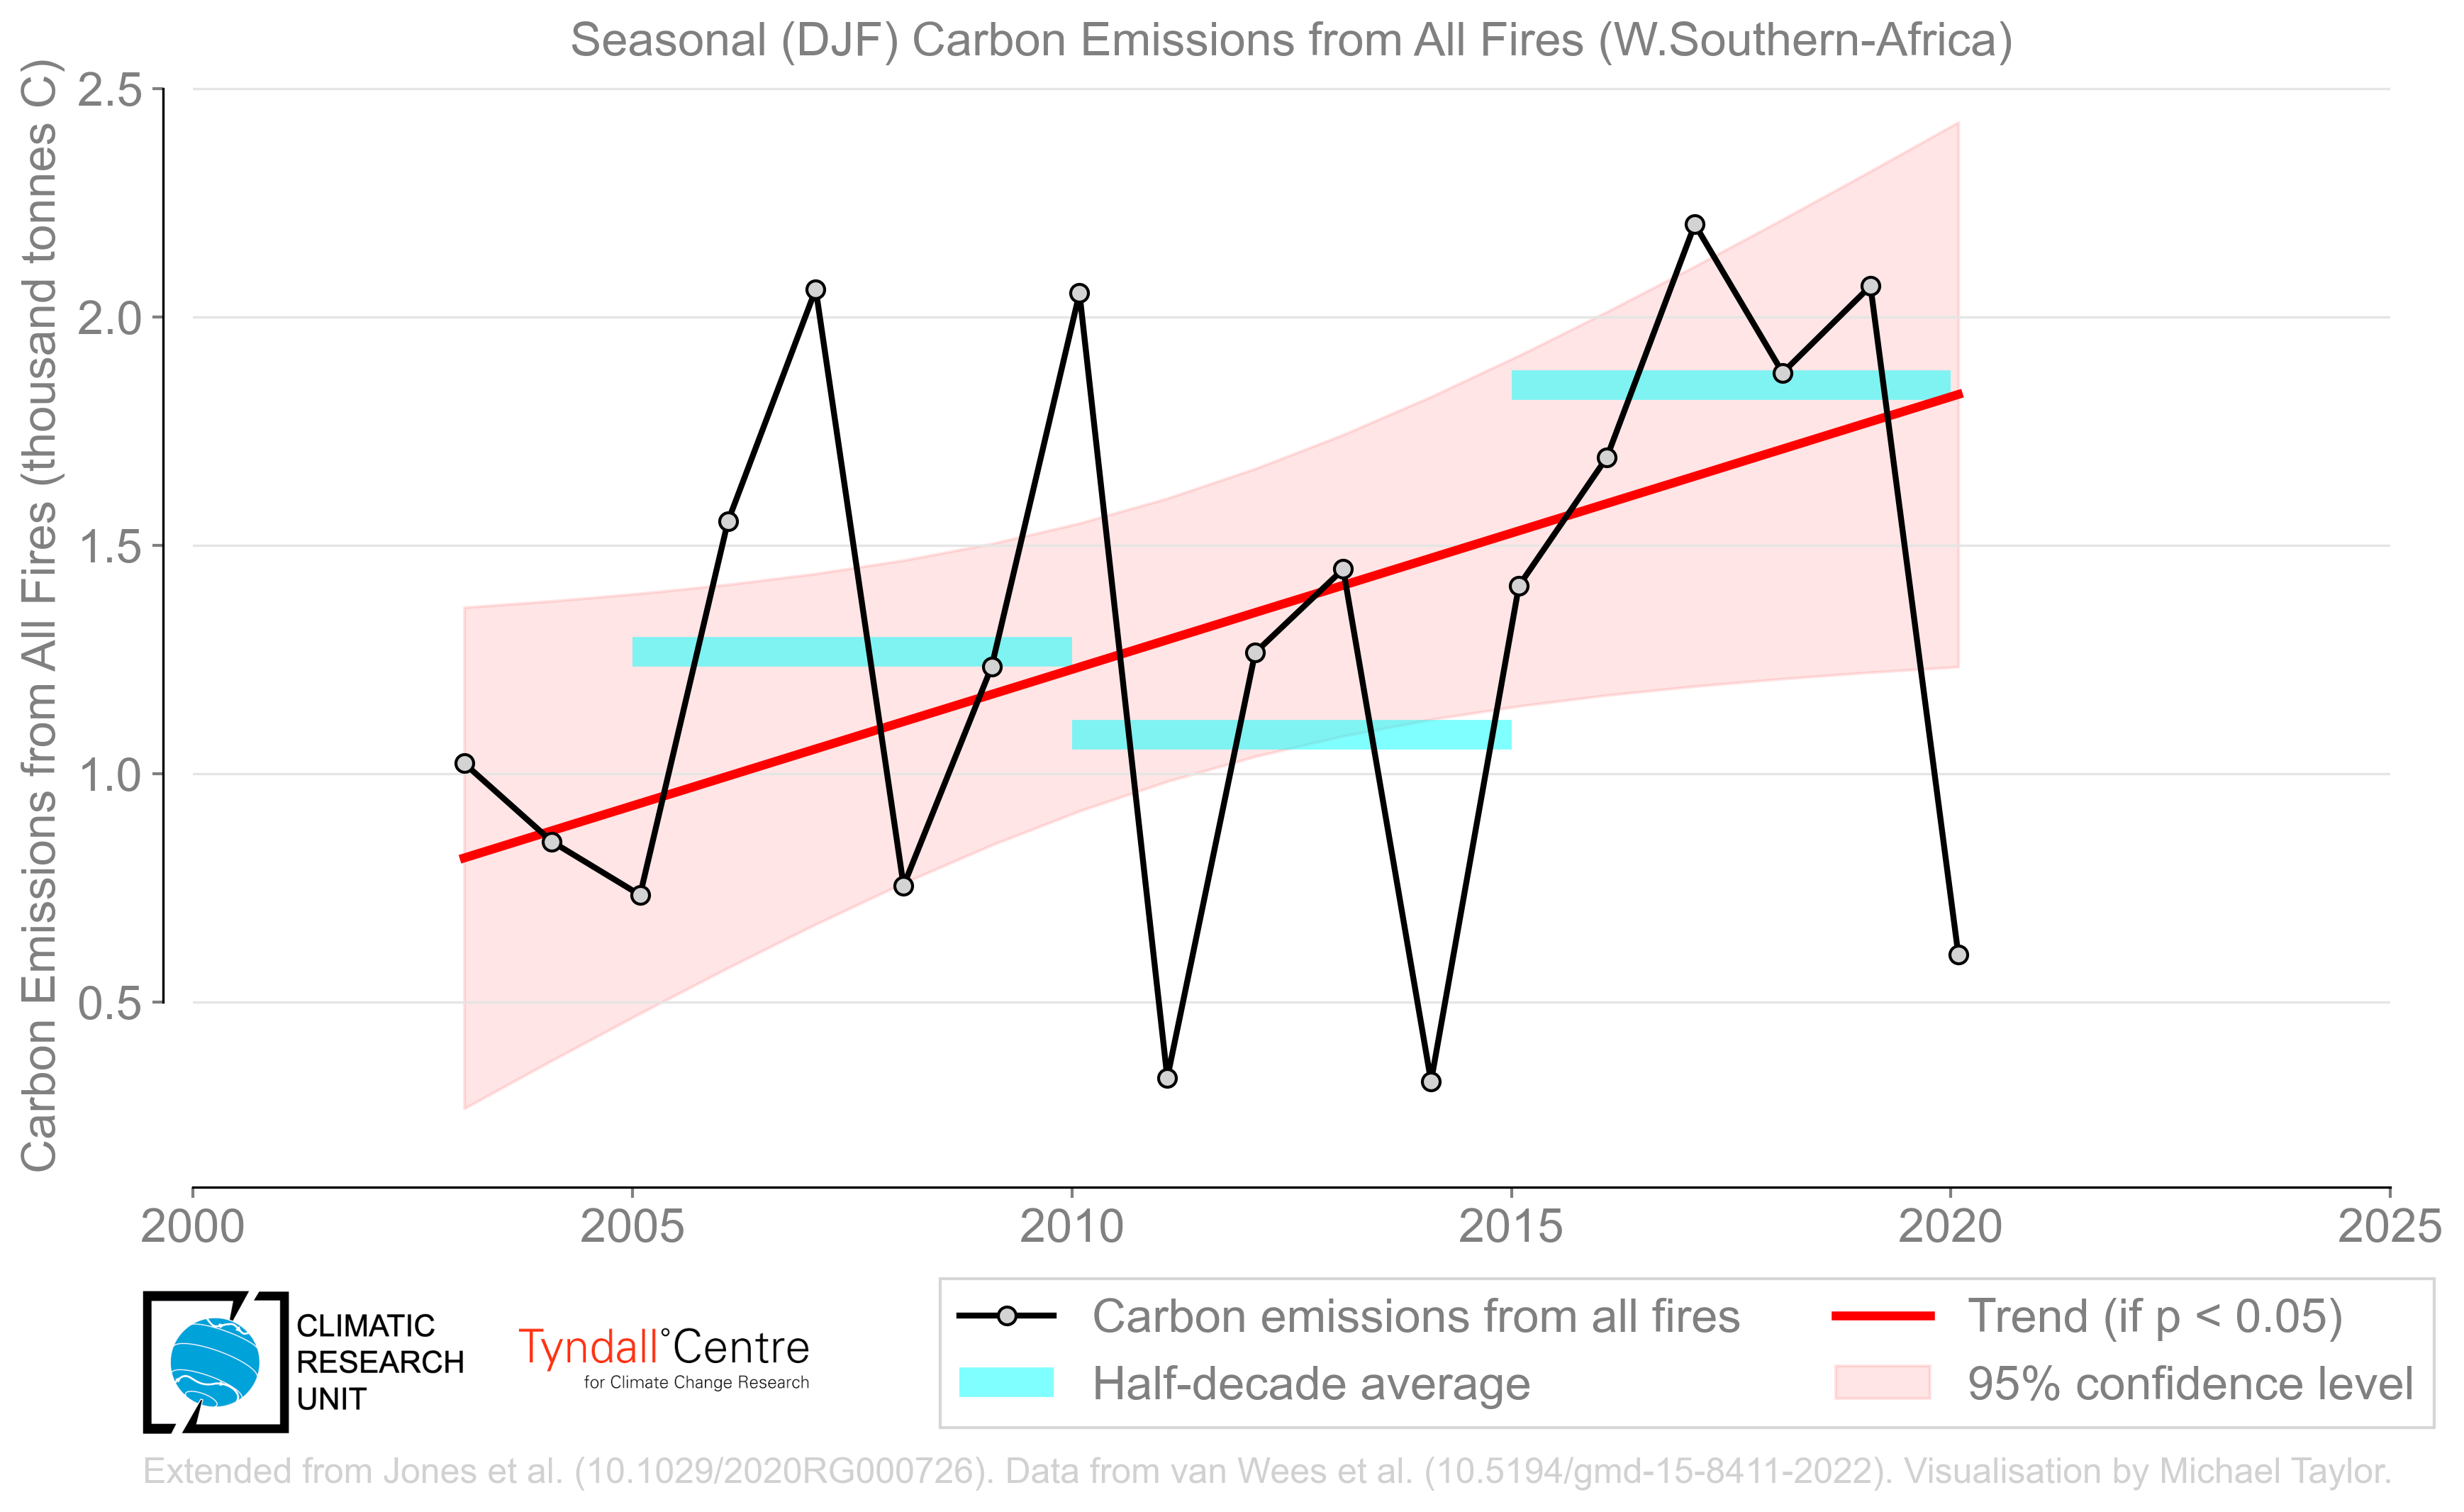 Seasonal (DJF) Carbon Emissions from All Fires (W.Southern-Africa)
Carbon Emissions from All Fires (thousand tonnes C)
2.5
2.0
1.5
1.0
0.5
2000 2005 2010 2015 2020 2025
CLIMATIC
RESEARCH
UNIT
Tyndall°Centre
for Climate Change Research
Carbon emissions from all fires
Half-decade average
Trend (if p < 0.05)
95% confidence level
Extended from Jones et al. (10.1029/2020RG000726). Data from van Wees et al. (10.5194/gmd-15-8411-2022). Visualisation by Michael Taylor.